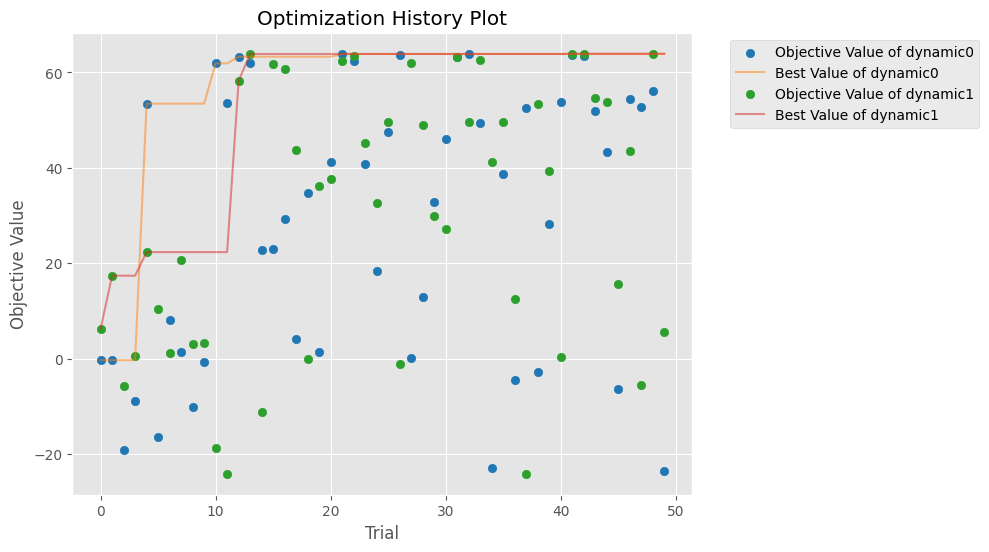 Optimization History Plot
Objective Value of dynamic0
Best Value of dynamic0
Objective Value of dynamic1
Best Value of dynamic1
Objective Value
60
40
20
0
−20
0 10 20 30 40 50
Trial